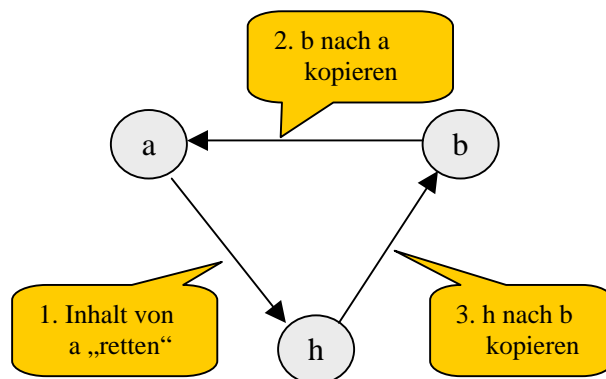 2. b nach a
kopieren
a
b
1. Inhalt von
a „retten“
h
3. h nach b
kopieren